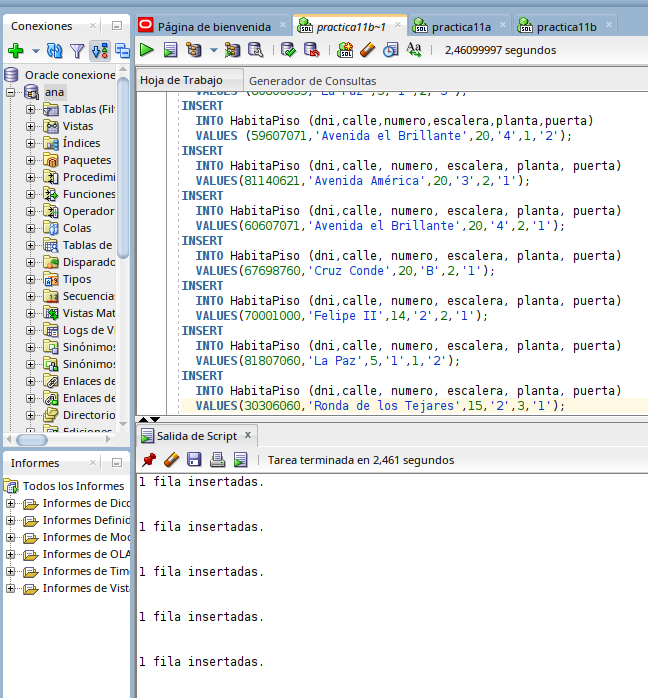 Conexiones
Página de bienvenida
practica11b~1
practica11a
practica11b
2,46099997 segundos
Oracle conexione
ana
Tablas (Fil
Vistas
Índices
Paquetes
Procedimi
Funciones
Operador
Colas
Tablas de
Disparado
Tipos
Secuencia
Vistas Mat
Logs de V
Sinónimos
Sinónimos
Enlaces de
Enlaces de
Directorio
Ediciones
Hoja de Trabajo
Generador de Consultas
INSERT
INTO HabitaPiso (dni,calle,numero,escalera,planta,puerta)
VALUES (59607071,'Avenida el Brillante',20,'4',1,'2');
INSERT
INTO HabitaPiso (dni,calle, numero, escalera, planta, puerta)
VALUES(81140621,'Avenida América',20,'3',2,'1');
INSERT
INTO HabitaPiso (dni,calle, numero, escalera, planta, puerta)
VALUES(60607071,'Avenida el Brillante',20,'4',2,'1');
INSERT
INTO HabitaPiso (dni,calle, numero, escalera, planta, puerta)
VALUES(67698760,'Cruz Conde',20,'B',2,'1');
INSERT
INTO HabitaPiso (dni,calle, numero, escalera, planta, puerta)
VALUES(70001000,'Felipe II',14,'2',2,'1');
INSERT
INTO HabitaPiso (dni,calle, numero, escalera, planta, puerta)
VALUES(81807060,'La Paz',5,'1',1,'2');
INSERT
INTO HabitaPiso (dni,calle, numero, escalera, planta, puerta)
VALUES(30306060,'Ronda de los Tejares',15,'2',3,'1');
Informes
Todos los Informes
Informes de Dicc
Informes Definid
Informes de Mod
Informes de OLA
Informes de Time
Informes de Vist
Salida de Script
Tarea terminada en 2,461 segundos
1 fila insertadas.
1 fila insertadas.
1 fila insertadas.
1 fila insertadas.
1 fila insertadas.